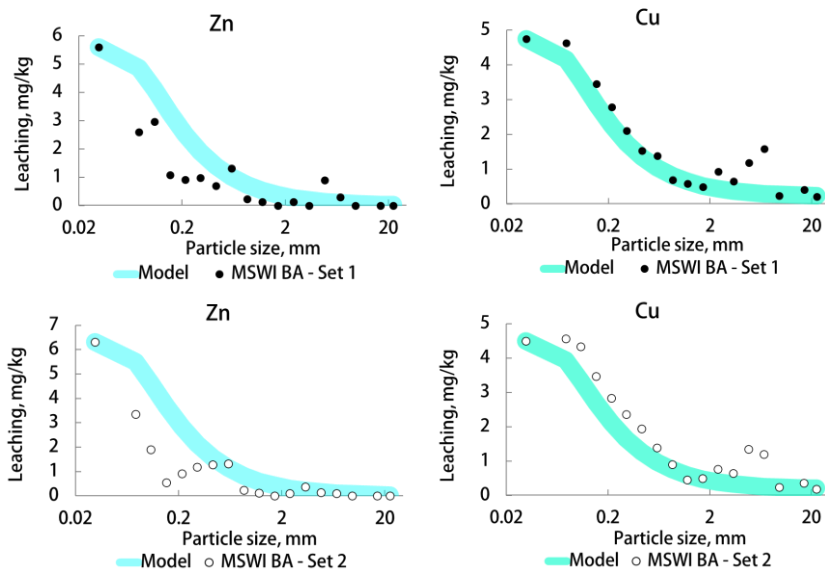 Zn
Leaching, mg/kg
6
5
4
3
2
1
0
0.02 0.2 2 20
Particle size, mm
Model MSWI BA - Set 1
Cu
Leaching, mg/kg
5
4
3
2
1
0
0.02 0.2 2 20
Particle size, mm
Model MSWI BA - Set 1
Zn
Leaching, mg/kg
7
6
5
4
3
2
1
0
0.02 0.2 2 20
Particle size, mm
Model MSWI BA - Set 2
Cu
Leaching, mg/kg
5
4
3
2
1
0
0.02 0.2 2 20
Particle size, mm
Model MSWI BA - Set 2